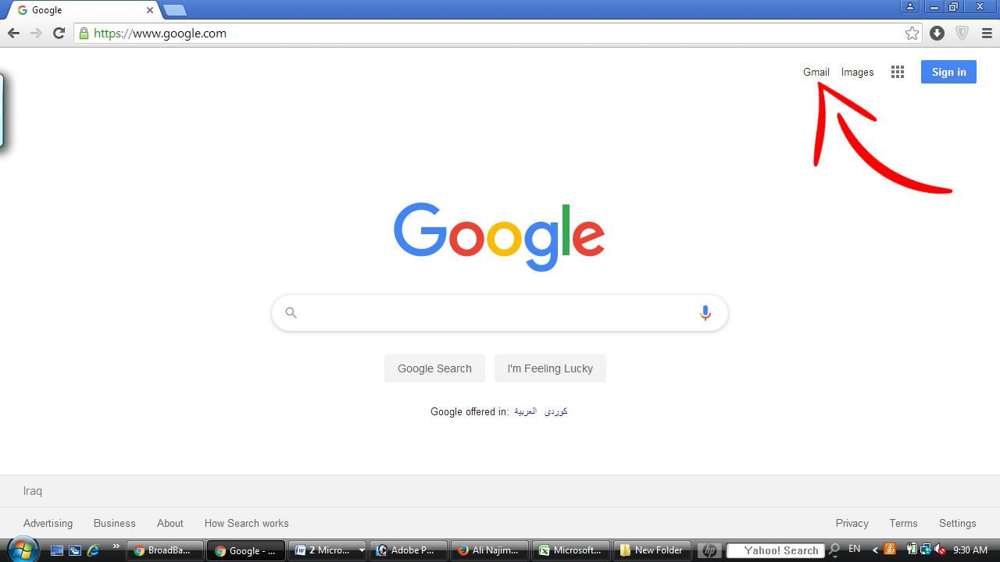 Google
https://www.google.com
Gmail Images Sign in
Google
Google Search I'm Feeling Lucky
Google offered in: العربية كوردی
Iraq
Advertising Business About How Search works Privacy Terms Settings
» BroadBa... Google - ... 2 Micro... Adobe P... Ali Najim... Microsoft... New Folder hp Yahoo! Search EN 9:30 AM